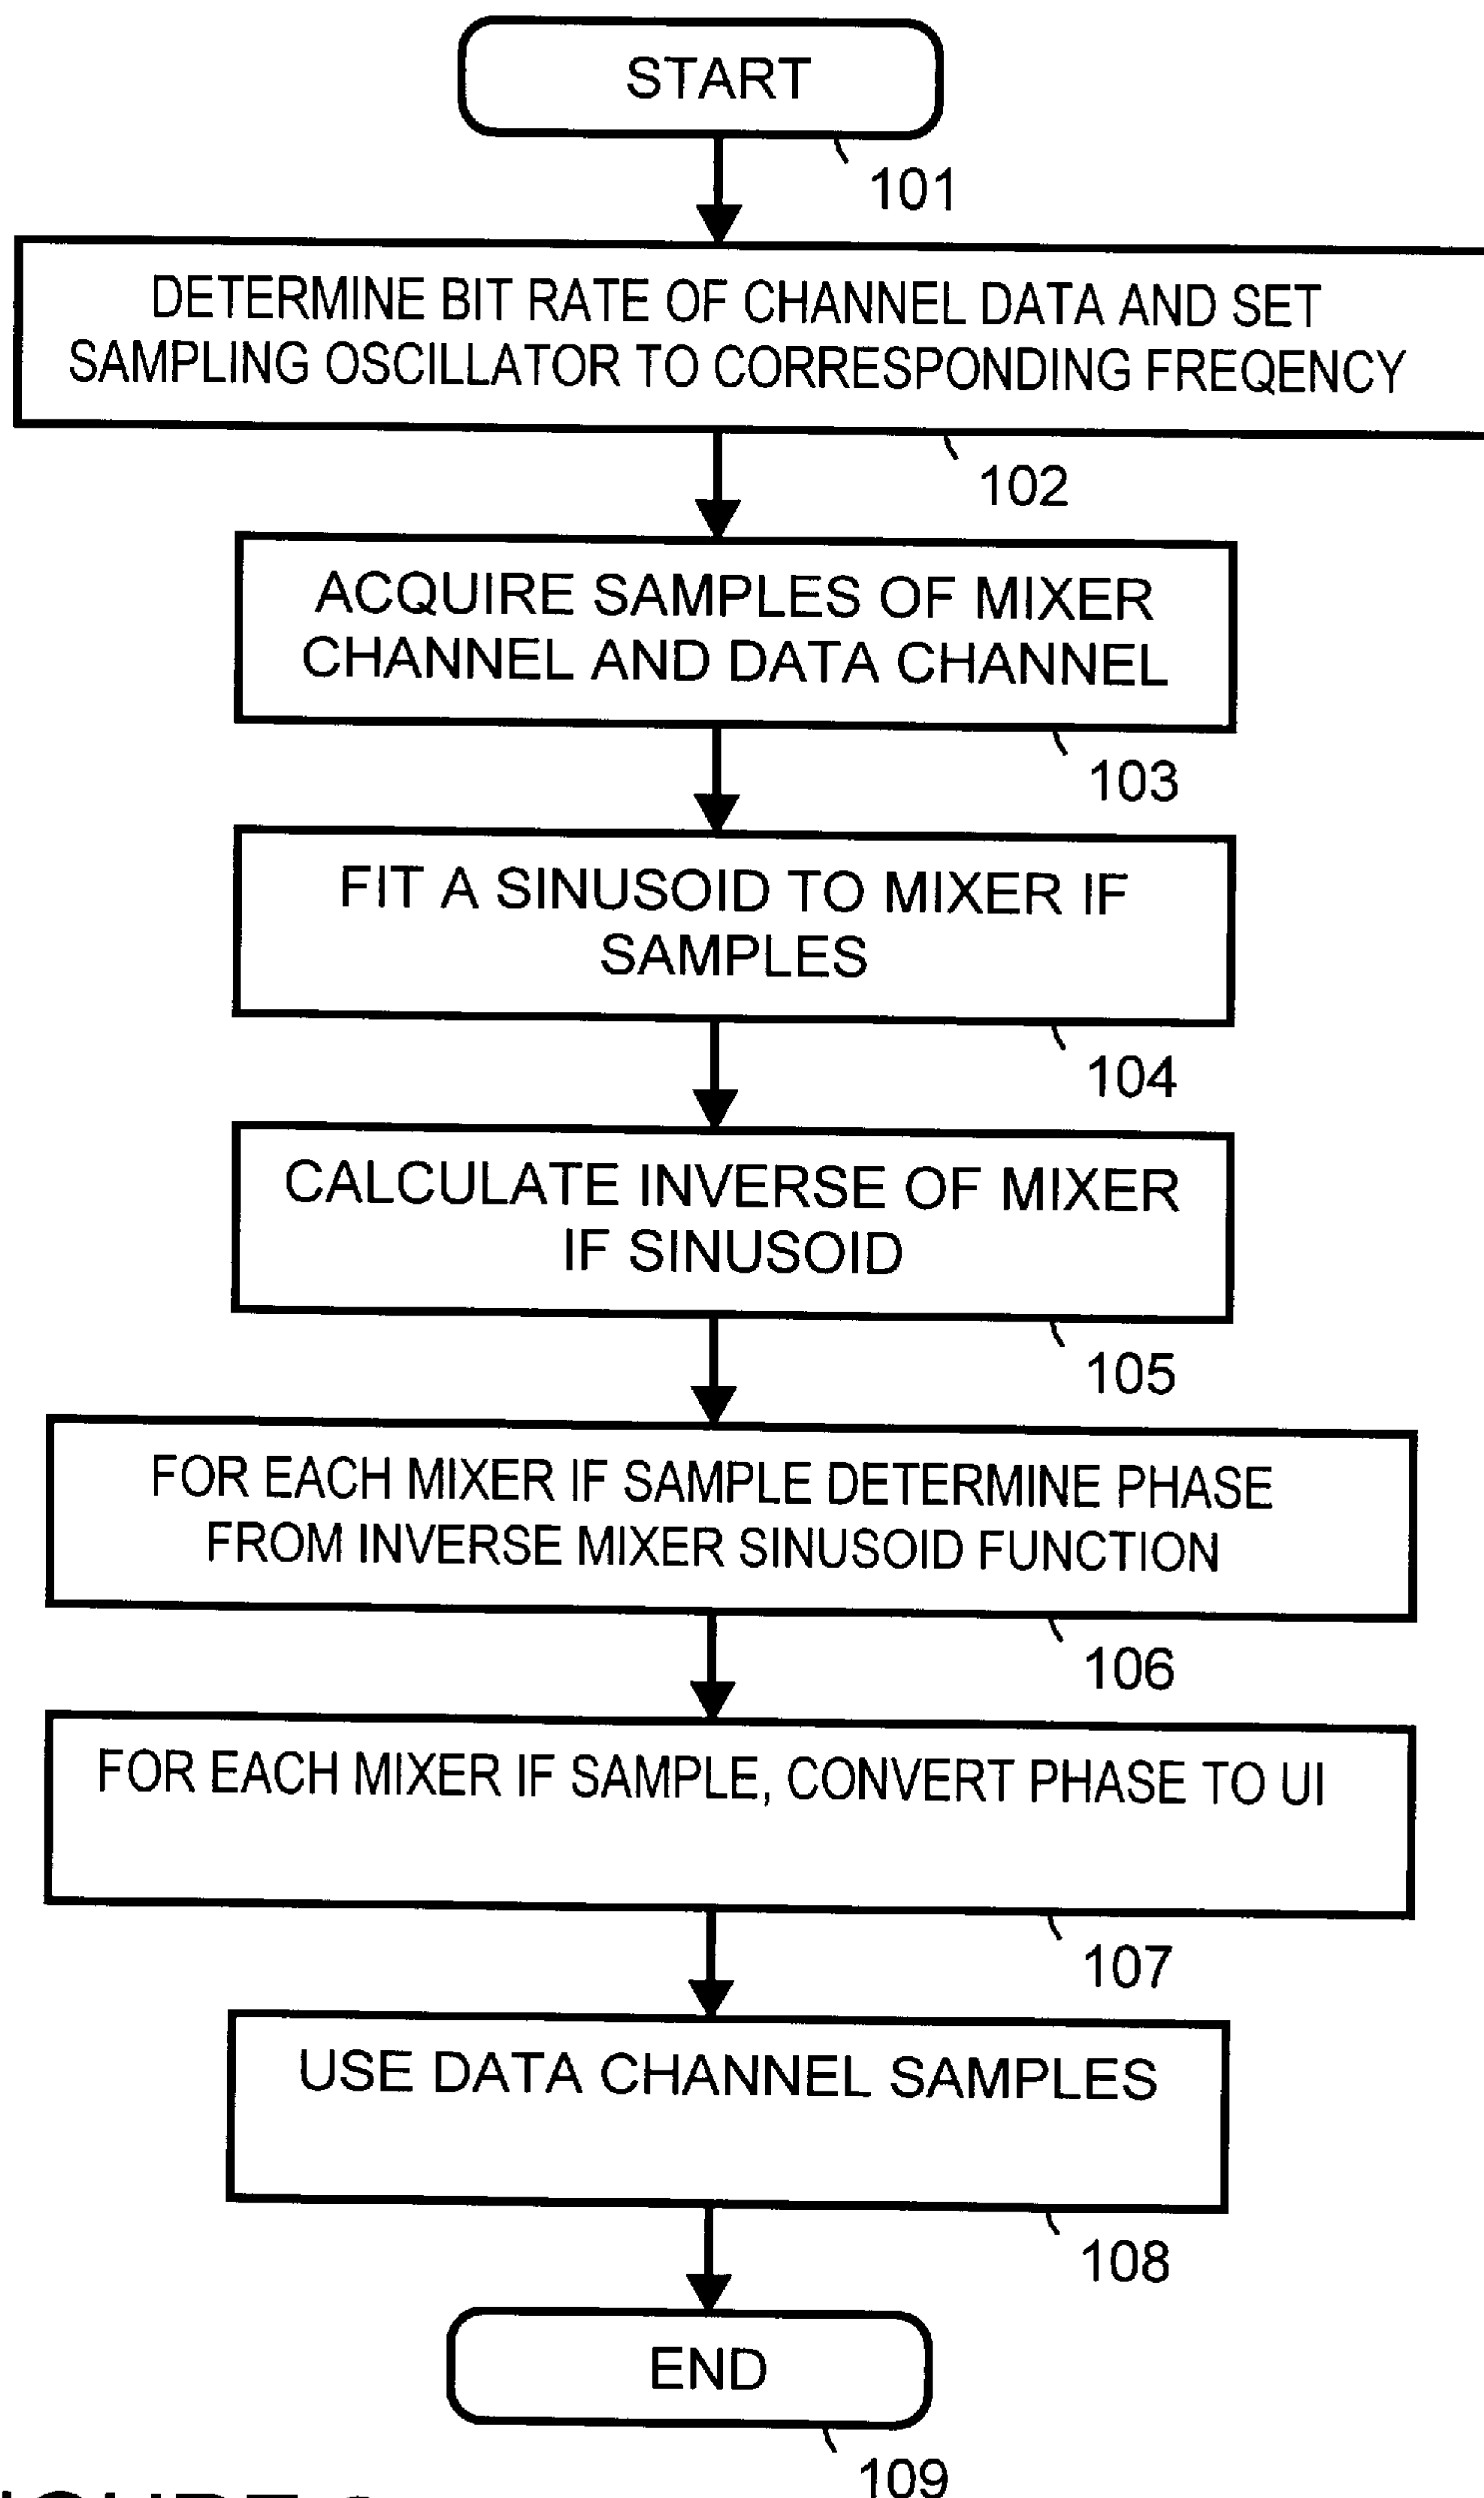 START
101
DETERMINE BIT RATE OF CHANNEL DATA AND SET
SAMPLING OSCILLATOR TO CORRESPONDING FREQENCY
102
ACQUIRE SAMPLES OF MIXER
CHANNEL AND DATA CHANNEL
103
FIT A SINUSOID TO MIXER IF
SAMPLES
104
CALCULATE INVERSE OF MIXER
IF SINUSOID
105
FOR EACH MIXER IF SAMPLE DETERMINE PHASE
FROM INVERSE MIXER SINUSOID FUNCTION
106
FOR EACH MIXER IF SAMPLE, CONVERT PHASE TO UI
107
USE DATA CHANNEL SAMPLES
108
END
109